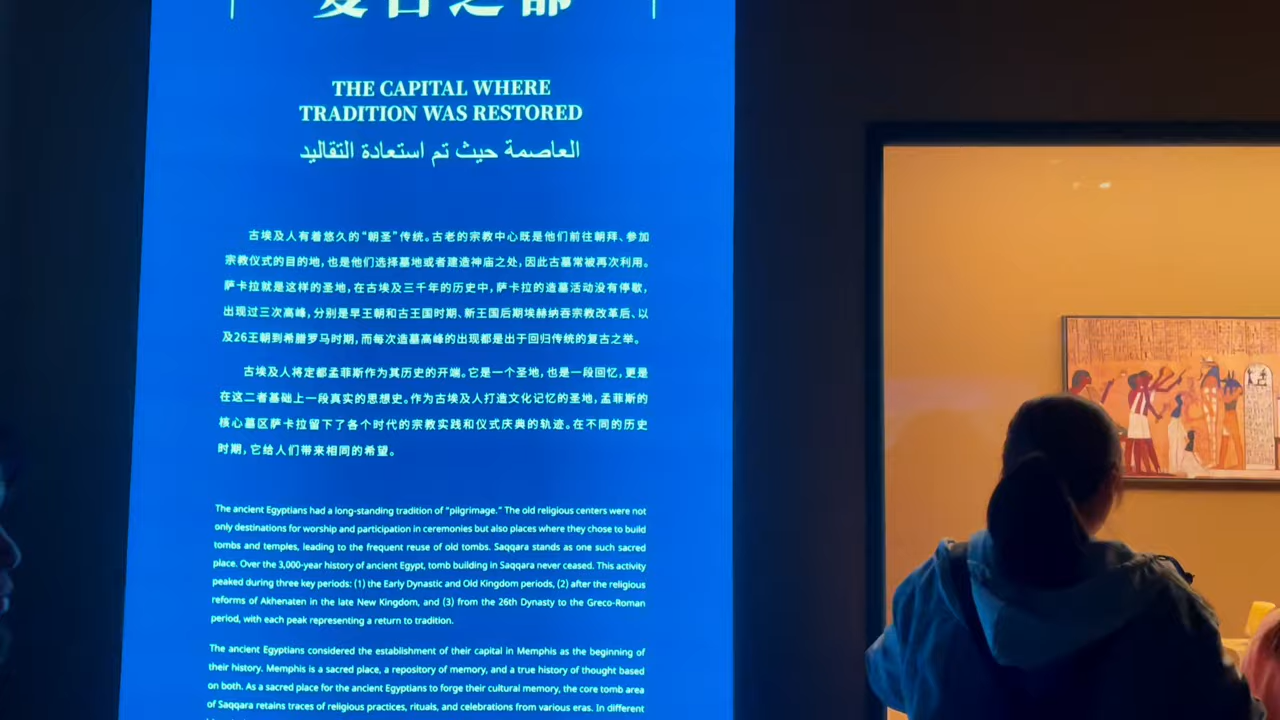 复古之都
THE CAPITAL WHERE
TRADITION WAS RESTORED
العاصمة حيث تم استعادة التقاليد
古埃及人有着悠久的“朝圣”传统。古老的宗教中心既是他们前往朝拜、参加
宗教仪式的目的地，也是他们选择墓地或者建造神庙之处，因此古墓常被再次利用。
萨卡拉就是这样的圣地，在古埃及三千年的历史中，萨卡拉的造墓活动没有停歇，
出现过三次高峰，分别是早王朝和古王国时期、新王国后期埃赫纳吞宗教改革后、以
及26王朝到希腊罗马时期，而每次造墓高峰的出现都是出于回归传统的复古之举。
古埃及人将定都孟菲斯作为其历史的开端。它是一个圣地，也是一段回忆，更是
在这二者基础上一段真实的思想史。作为古埃及人打造文化记忆的圣地，孟菲斯的
核心墓区萨卡拉留下了各个时代的宗教实践和仪式庆典的轨迹。在不同的历史
时期，它给人们带来相同的希望。
The ancient Egyptians had a long-standing tradition of "pilgrimage." The old religious centers were not
only destinations for worship and participation in ceremonies but also places where they chose to build
tombs and temples, leading to the frequent reuse of old tombs. Saqqara stands as one such sacred
place. Over the 3,000-year history of ancient Egypt, tomb building in Saqqara never ceased. This activity
peaked during three key periods: (1) the Early Dynastic and Old Kingdom periods, (2) after the religious
reforms of Akhenaten in the late New Kingdom, and (3) from the 26th Dynasty to the Greco-Roman
period, with each peak representing a return to tradition.
The ancient Egyptians considered the establishment of their capital in Memphis as the beginning of
their history. Memphis is a sacred place, a repository of memory, and a true history of thought based
on both. As a sacred place for the ancient Egyptians to forge their cultural memory, the core tomb area
of Saqqara retains traces of religious practices, rituals, and celebrations from various eras. In different